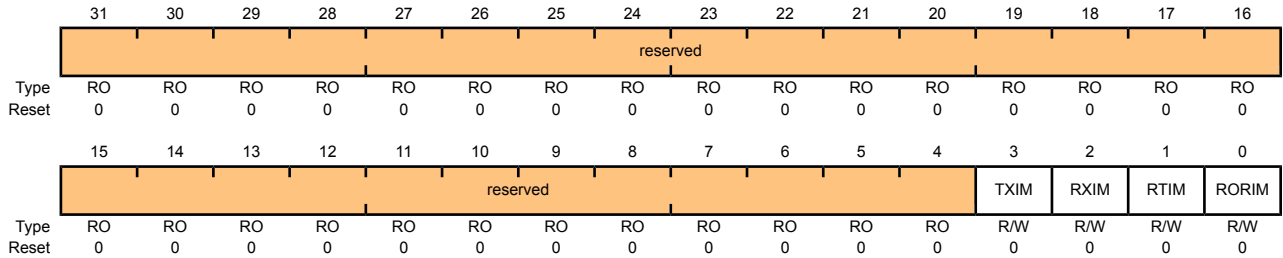 31 30 29 28 27 26 25 24 23 22 21 20 19 18 17 16
reserved
Type RO RO RO RO RO RO RO RO RO RO RO RO RO RO RO RO
Reset 0 0 0 0 0 0 0 0 0 0 0 0 0 0 0 0
15 14 13 12 11 10 9 8 7 6 5 4 3 2 1 0
reserved TXIM RXIM RTIM RORIM
Type RO RO RO RO RO RO RO RO RO RO RO RO R/W R/W R/W R/W
Reset 0 0 0 0 0 0 0 0 0 0 0 0 0 0 0 0